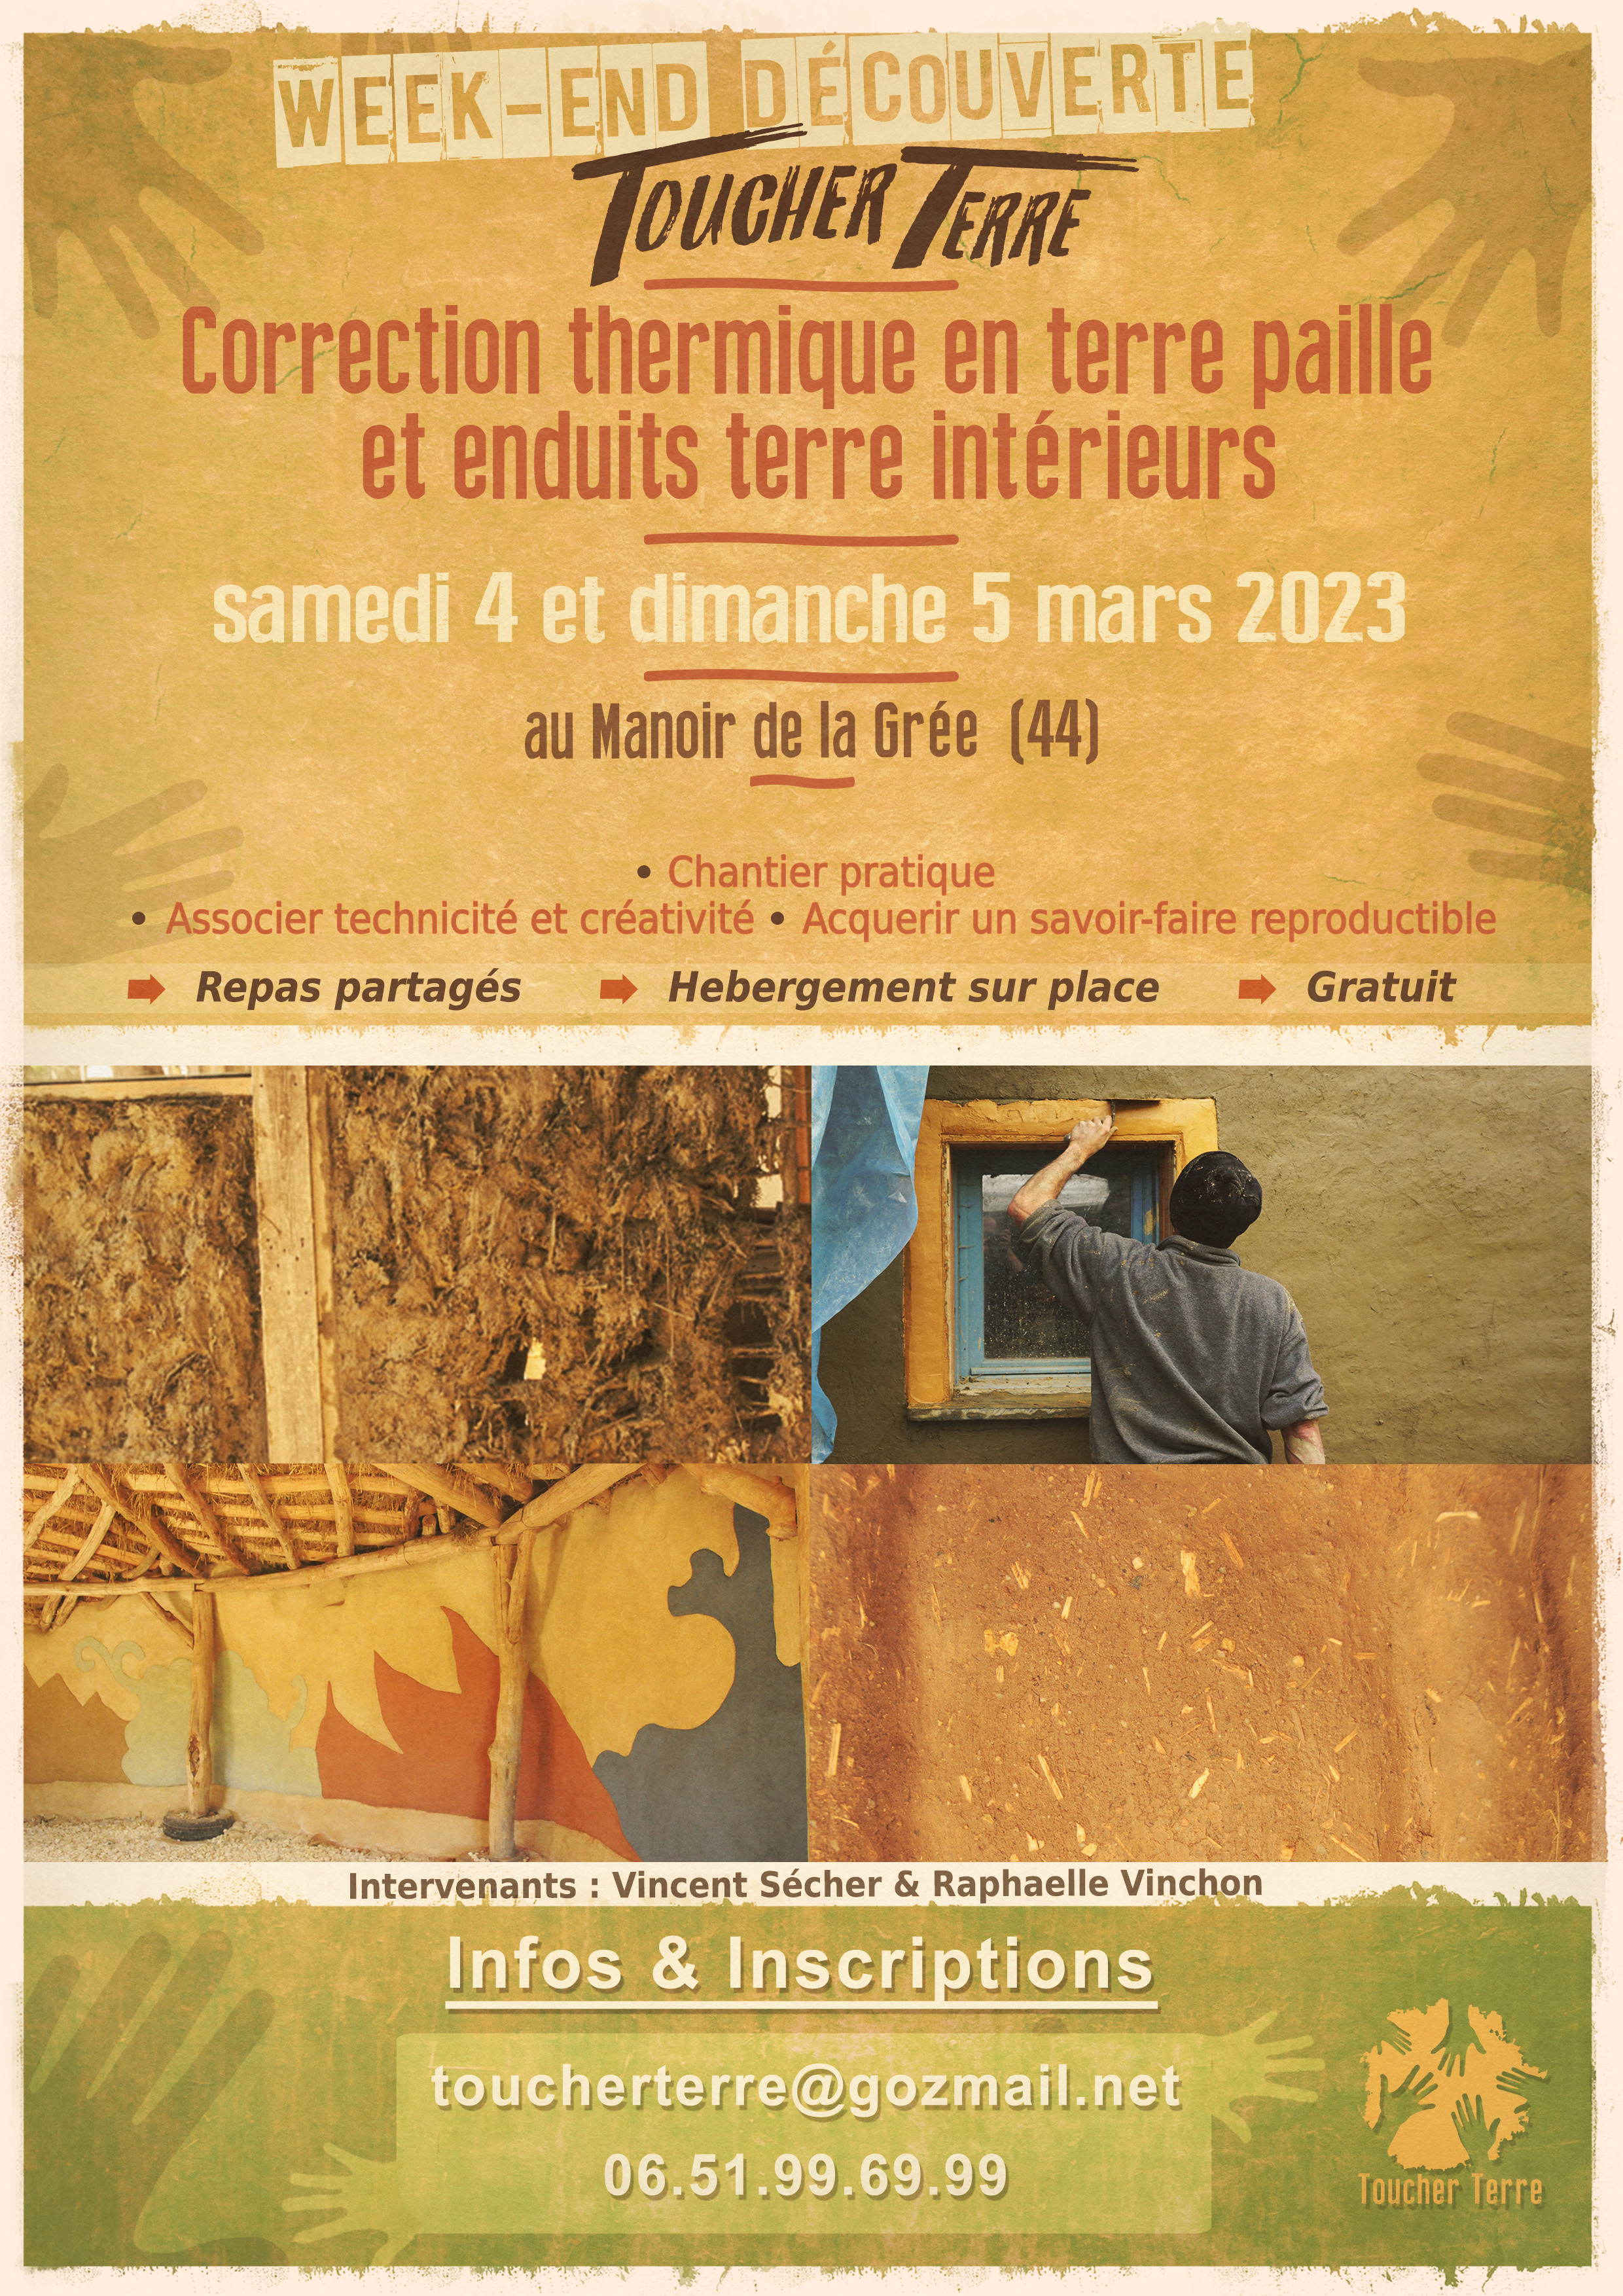 WEEK-END DÉCOUVERTE
TOUCHER TERRE
Correction thermique en terre paille
et enduits terre intérieurs
samedi 4 et dimanche 5 mars 2023
au Manoir de la Grée (44)
• Chantier pratique
• Associer technicité et créativité • Acquerir un savoir-faire reproductible
Repas partagés Hebergement sur place Gratuit
Intervenants : Vincent Sécher & Raphaelle Vinchon
Infos & Inscriptions
toucherterre@gozmail.net
06.51.99.69.99
Toucher Terre